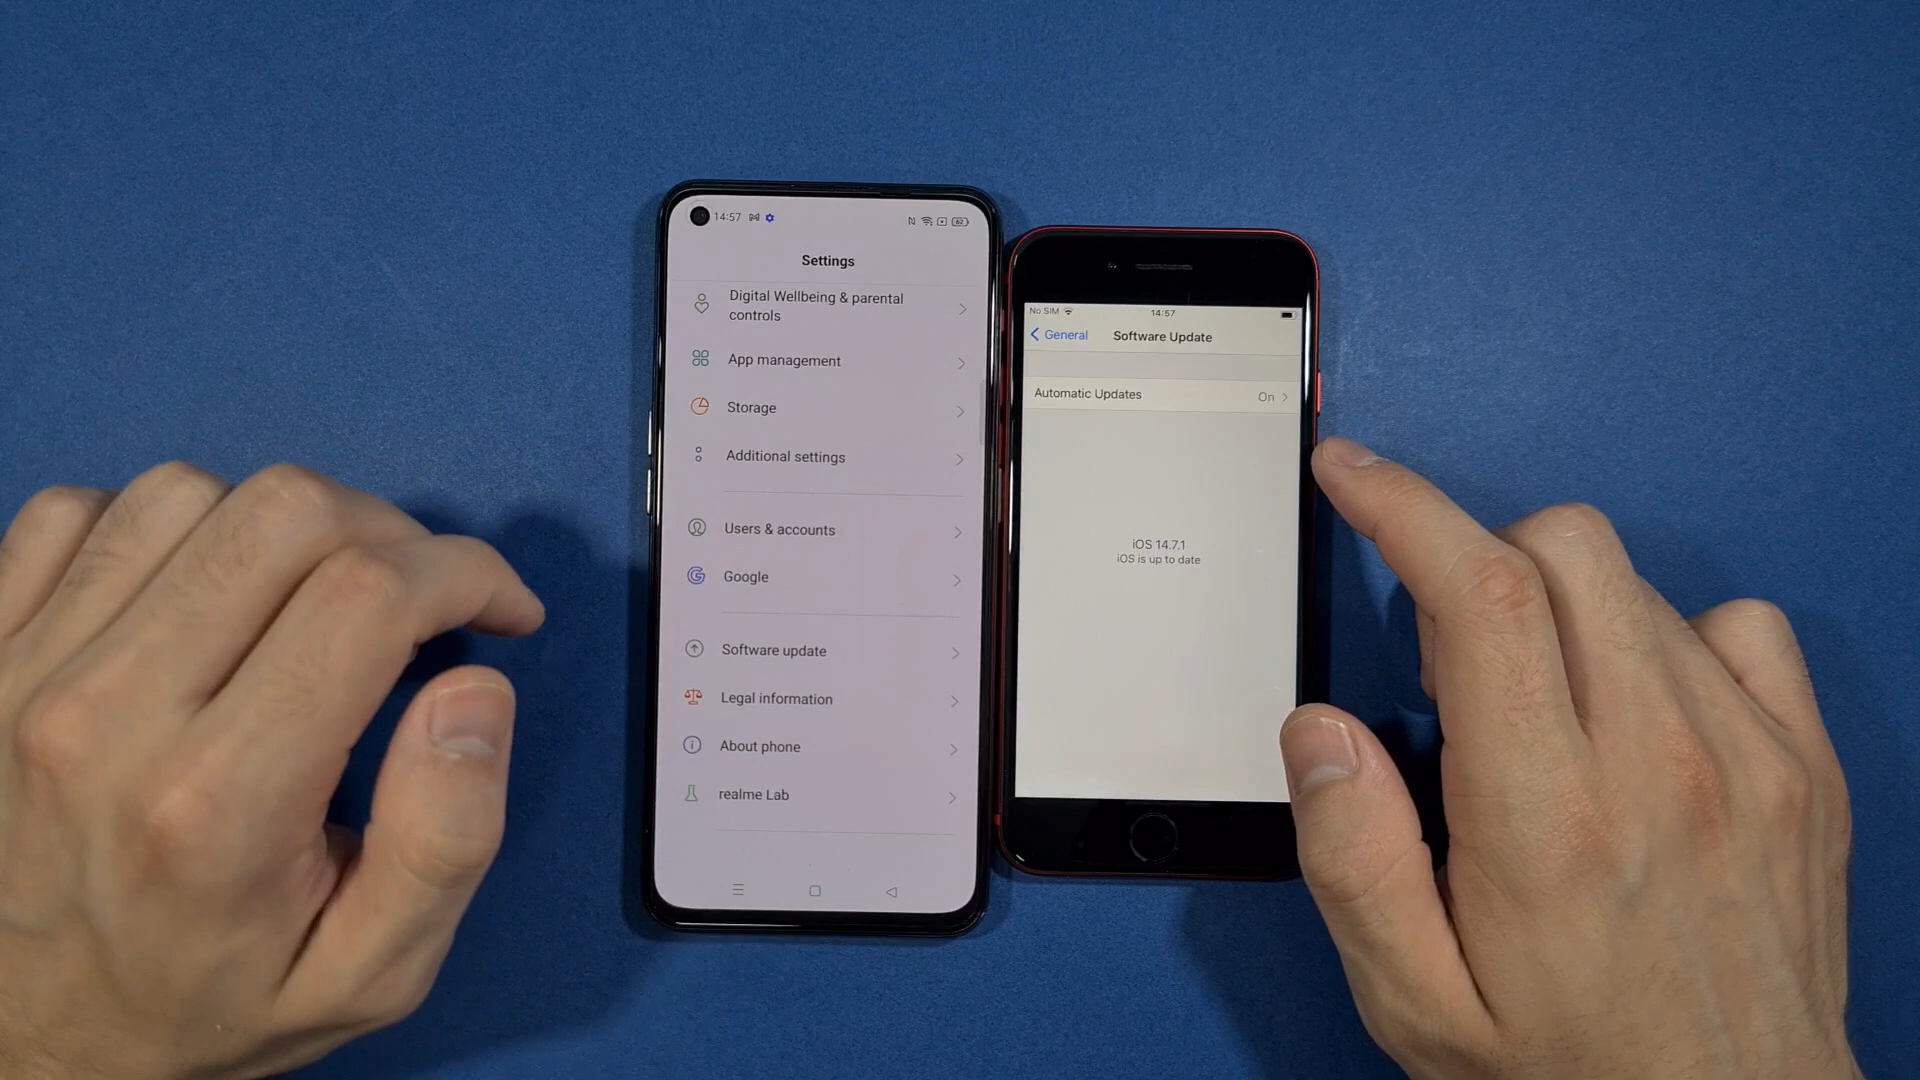 14:57
62
Settings
Digital Wellbeing & parental
controls
App management
Storage
Additional settings
Users & accounts
Google
Software update
Legal information
About phone
realme Lab
No SIM
14:57
General
Software Update
Automatic Updates
On
iOS 14.7.1
iOS is up to date